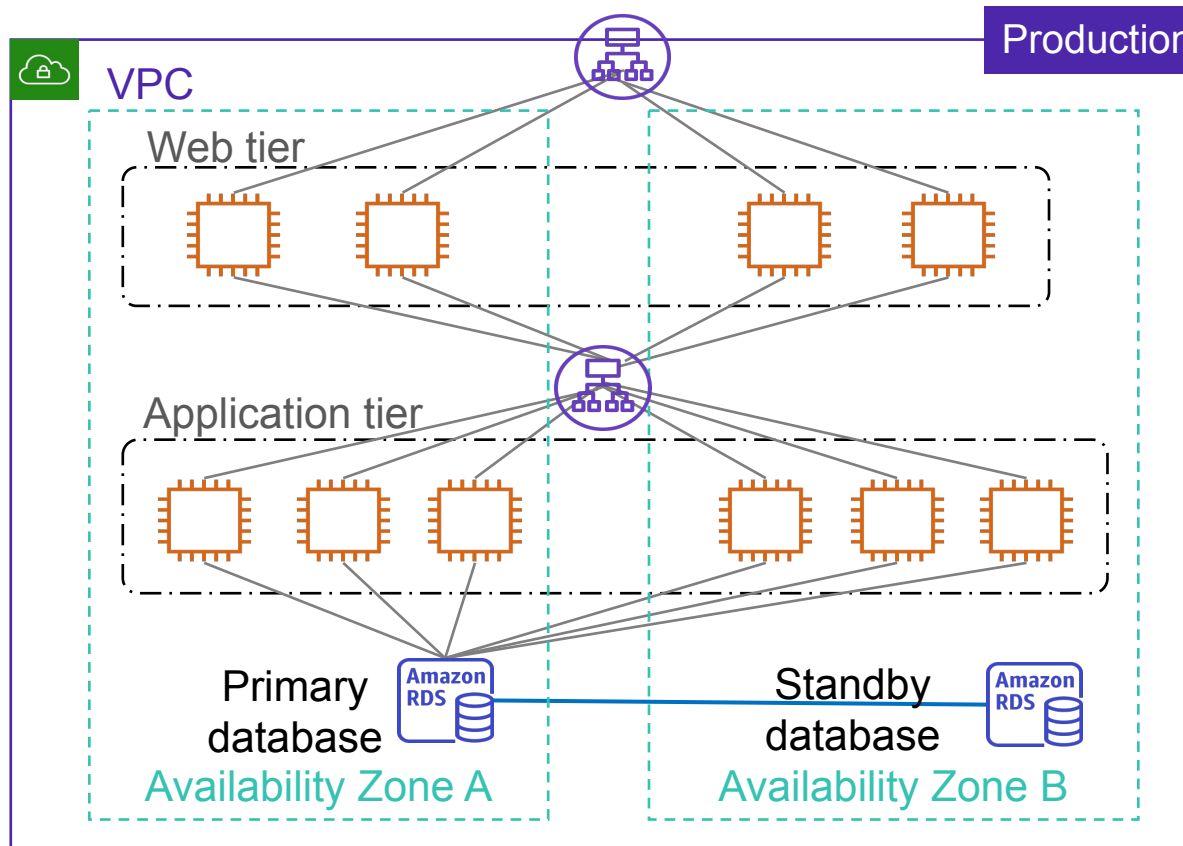 Production
VPC
Web tier
Application tier
Primary
database
Amazon
RDS
Standby
database
Amazon
RDS
Availability Zone A
Availability Zone B